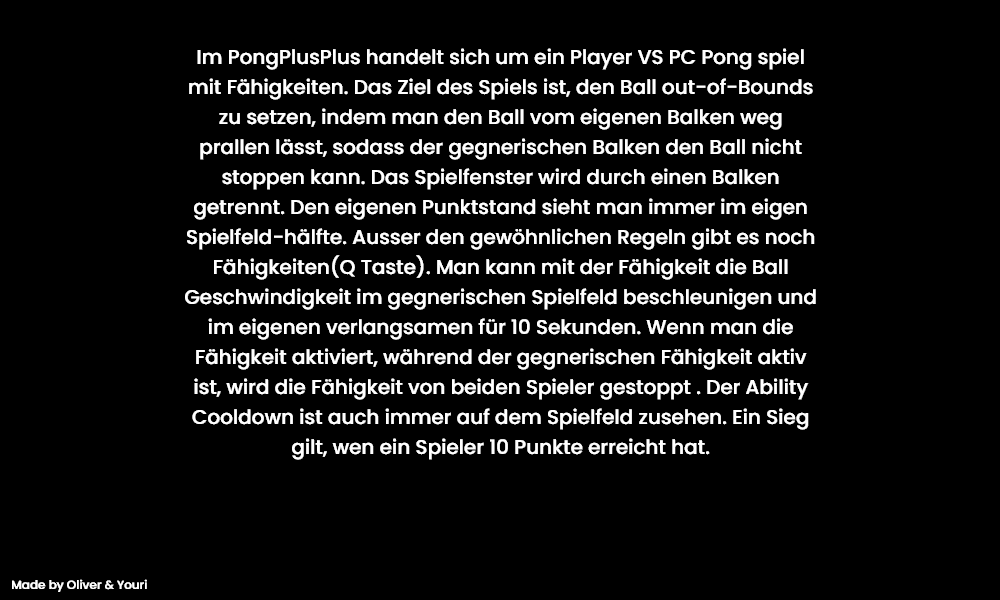 Im PongPlusPlus handelt sich um ein Player VS PC Pong spiel
mit Fähigkeiten. Das Ziel des Spiels ist, den Ball out-of-Bounds
zu setzen, indem man den Ball vom eigenen Balken weg
prallen lässt, sodass der gegnerischen Balken den Ball nicht
stoppen kann. Das Spielfenster wird durch einen Balken
getrennt. Den eigenen Punktstand sieht man immer im eigen
Spielfeld-hälfte. Ausser den gewöhnlichen Regeln gibt es noch
Fähigkeiten(Q Taste). Man kann mit der Fähigkeit die Ball
Geschwindigkeit im gegnerischen Spielfeld beschleunigen und
im eigenen verlangsamen für 10 Sekunden. Wenn man die
Fähigkeit aktiviert, während der gegnerischen Fähigkeit aktiv
ist, wird die Fähigkeit von beiden Spieler gestoppt . Der Ability
Cooldown ist auch immer auf dem Spielfeld zusehen. Ein Sieg
gilt, wen ein Spieler 10 Punkte erreicht hat.
Made by Oliver & Youri